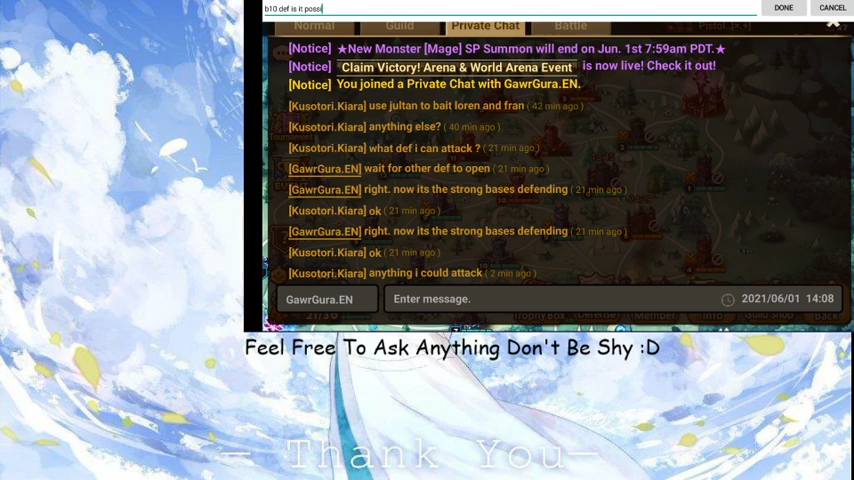 b10 def is it possi
DONE
CANCEL
Normal
Guild
Private Chat
Battle
[Notice] ★New Monster [Mage] SP Summon will end on Jun. 1st 7:59am PDT.★
[Notice] Claim Victory! Arena & World Arena Event is now live! Check it out!
[Notice] You joined a Private Chat with GawrGura.EN.
[Kusotori.Kiara] use jultan to bait loren and fran ( 42 min ago )
[Kusotori.Kiara] anything else? ( 40 min ago )
[Kusotori.Kiara] what def i can attack ? ( 21 min ago )
[GawrGura.EN] wait for other def to open ( 21 min ago )
[GawrGura.EN] right. now its the strong bases defending ( 21 min ago )
[Kusotori.Kiara] ok ( 21 min ago )
[GawrGura.EN] right. now its the strong bases defending ( 21 min ago )
[Kusotori.Kiara] ok ( 21 min ago )
[Kusotori.Kiara] anything i could attack ( 2 min ago )
GawrGura.EN
Enter message.
2021/06/01 14:08
Feel Free To Ask Anything Don't Be Shy :D
— Thank You—